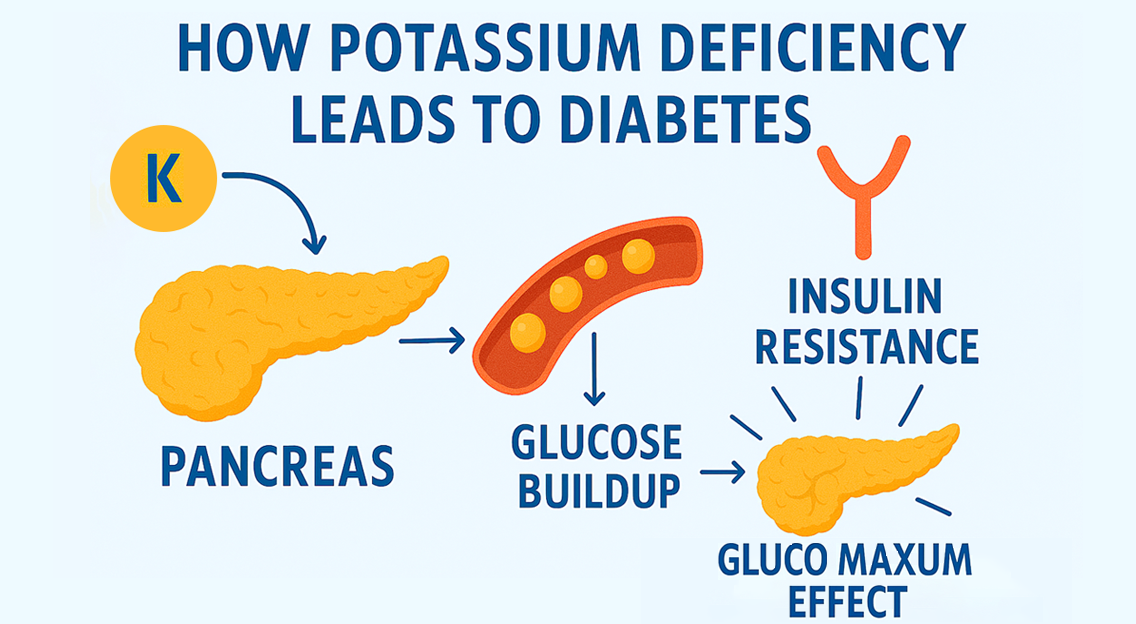 HOW POTASSIUM DEFICIENCY
LEADS TO DIABETES
K
PANCREAS
GLUCOSE
BUILDUP
INSULIN
RESISTANCE
GLUCO MAXUM
EFFECT